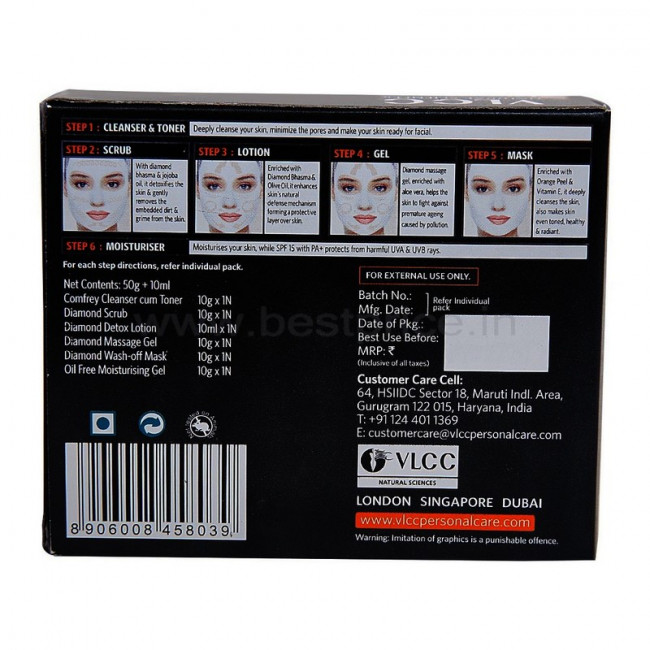 VLCC
STEP 1 : CLEANSER & TONER Deeply cleanse your skin, minimize the pores and make your skin ready for facial.
STEP 2 : SCRUB
With diamond
bhasma & jojoba
oil, it detoxifies
the skin & gently
removes the
embedded dirt &
grime from the skin.
STEP 3 : LOTION
Enriched with
Diamond Bhasma &
Olive Oil, it enhances
skin's natural
defense mechanism
forming a protective
layer over skin.
STEP 4 : GEL
Diamond massage
gel, enriched with
aloe vera, helps the
skin to fight against
premature ageing
caused by pollution.
STEP 5 : MASK
Enriched with
Orange Peel &
Vitamin E, it deeply
cleanses the skin,
also makes skin
even toned, healthy
& radiant.
STEP 6 : MOISTURISER Moisturises your skin, while SPF 15 with PA+ protects from harmful UVA & UVB rays.
For each step directions, refer individual pack.
Net Contents: 50g + 10ml
Comfrey Cleanser cum Toner 10g x 1N
Diamond Scrub 10g x 1N
Diamond Detox Lotion 10ml x 1N
Diamond Massage Gel 10g x 1N
Diamond Wash-off Mask 10g x 1N
Oil Free Moisturising Gel 10g x 1N
8 906008 458039
FOR EXTERNAL USE ONLY.
Batch No.:
Mfg. Date:
Refer Individual
pack
Date of Pkg.:
Best Use Before:
MRP: ₹
(Inclusive of all taxes)
Customer Care Cell:
64, HSIIDC Sector 18, Maruti Indl. Area,
Gurugram 122 015, Haryana, India
T: +91 124 401 1369
E: customercare@vlccpersonalcare.com
VLCC
NATURAL SCIENCES
LONDON SINGAPORE DUBAI
www.vlccpersonalcare.com
Warning: Imitation of graphics is a punishable offence.